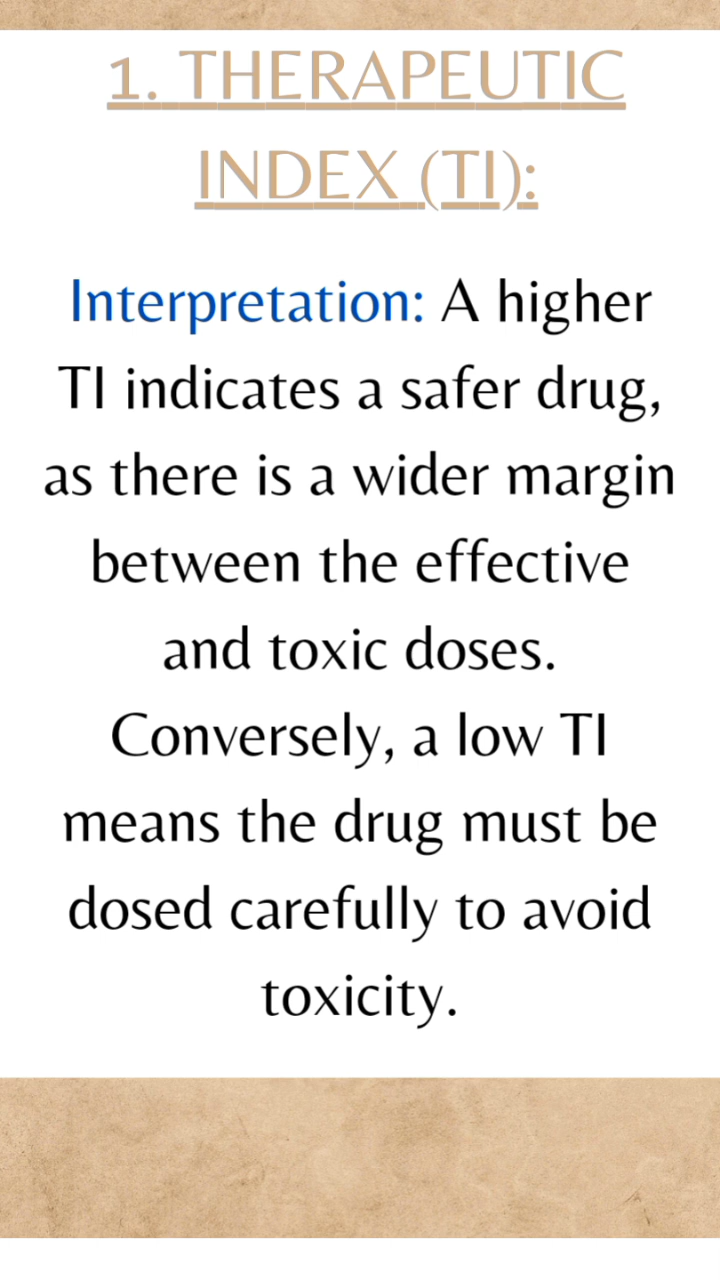 1. THERAPEUTIC
INDEX (TI):
Interpretation: A higher
TI indicates a safer drug,
as there is a wider margin
between the effective
and toxic doses.
Conversely, a low TI
means the drug must be
dosed carefully to avoid
toxicity.